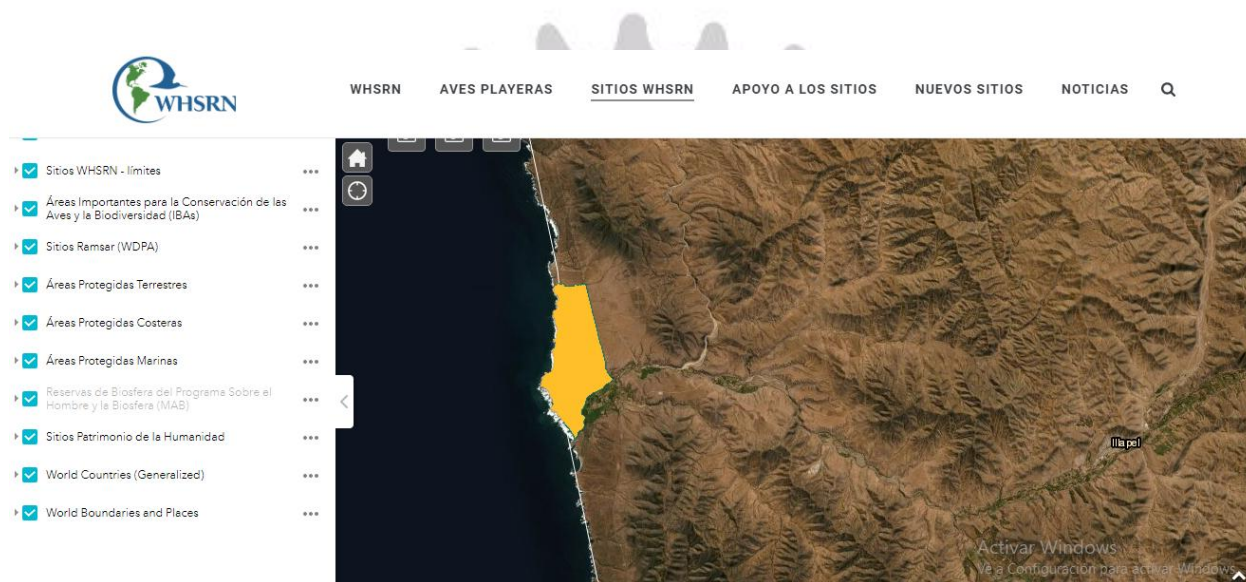 WHSRN
WHSRN AVES PLAYERAS SITIOS WHSRN APOYO A LOS SITIOS NUEVOS SITIOS NOTICIAS
Sitios WHSRN - límites
Áreas Importantes para la Conservación de las
Aves y la Biodiversidad (IBAs)
Sitios Ramsar (WDPA)
Áreas Protegidas Terrestres
Áreas Protegidas Costeras
Áreas Protegidas Marinas
Reservas de Biosfera del Programa Sobre el
Hombre y la Biosfera (MAB)
Sitios Patrimonio de la Humanidad
World Countries (Generalized)
World Boundaries and Places
Illapel
Activar Windows
Ve a Configuración para activar Windows.